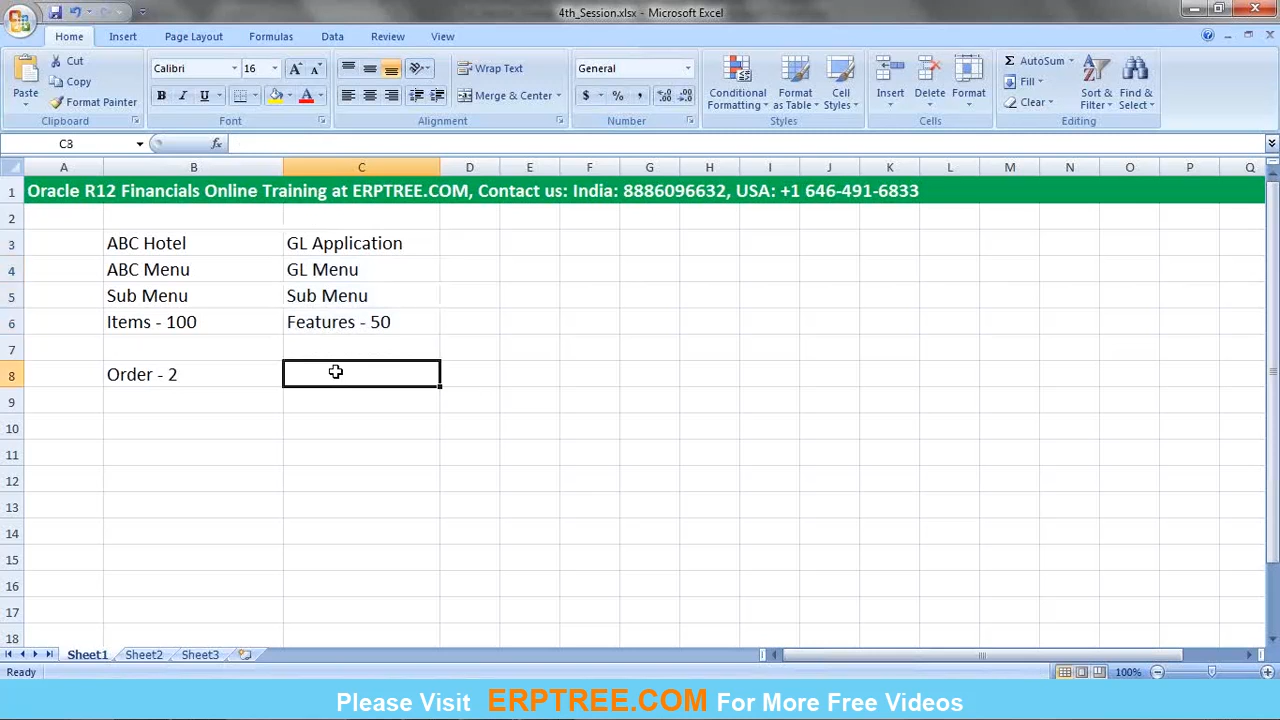 4th_Session.xlsx - Microsoft Excel
Home Insert Page Layout Formulas Data Review View
Paste Cut Copy Format Painter Clipboard
Calibri 16 A A B I U A Font
Wrap Text Merge & Center Alignment
General $ % , .0 .00 .00 .0 Number
Conditional Formatting Format as Table Cell Styles Styles
Insert Delete Format Cells
Σ AutoSum Fill Clear Sort & Filter Find & Select Editing
C8 fx
A B C D E F G H I J K L M N O P Q
1 Oracle R12 Financials Online Training at ERPTREE.COM, Contact us: India: 8886096632, USA: +1 646-491-6833
2
3 ABC Hotel GL Application
4 ABC Menu GL Menu
5 Sub Menu Sub Menu
6 Items - 100 Features - 50
7
8 Order - 2
9
10
11
12
13
14
15
16
17
18
Sheet1 Sheet2 Sheet3
Ready 100%
Please Visit ERPTREE.COM For More Free Videos